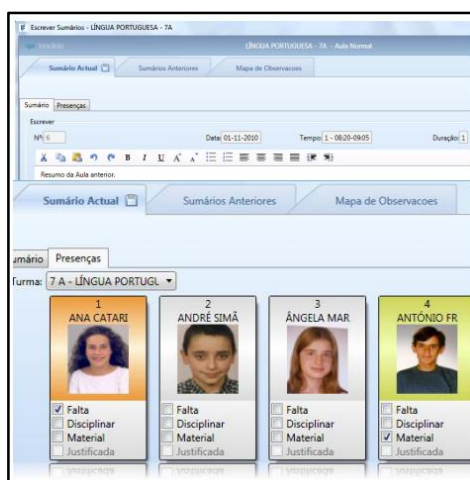 Escrever Sumários - LÍNGUA PORTUGUESA - 7A
Horário
LÍNGUA PORTUGUESA - 7A - Aula Normal
Sumário Actual Sumários Anteriores Mapa de Observacoes
Sumário Presenças
Escrever
Nº: 6 Data: 01-11-2010 Tempo: 1 - 08:20-09:05 Duração: 1
B I U A A
Resumo da Aula anterior.
Sumário Actual Sumários Anteriores Mapa de Observacoes
umário Presenças
Turma: 7 A - LÍNGUA PORTUGL
1 2 3 4
ANA CATARI ANDRÉ SIMÃ ÂNGELA MAR ANTÓNIO FR
Falta Falta Falta Falta
Disciplinar Disciplinar Disciplinar Disciplinar
Material Material Material Material
Justificada Justificada Justificada Justificada